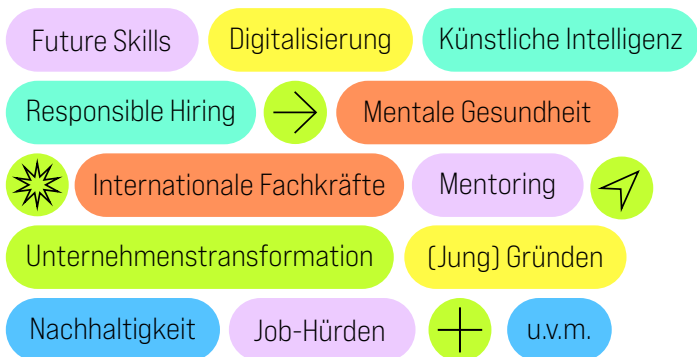 Future Skills Digitalisierung Künstliche Intelligenz
Responsible Hiring Mentale Gesundheit
Internationale Fachkräfte Mentoring
Unternehmenstransformation (Jung) Gründen
Nachhaltigkeit Job-Hürden u.v.m.